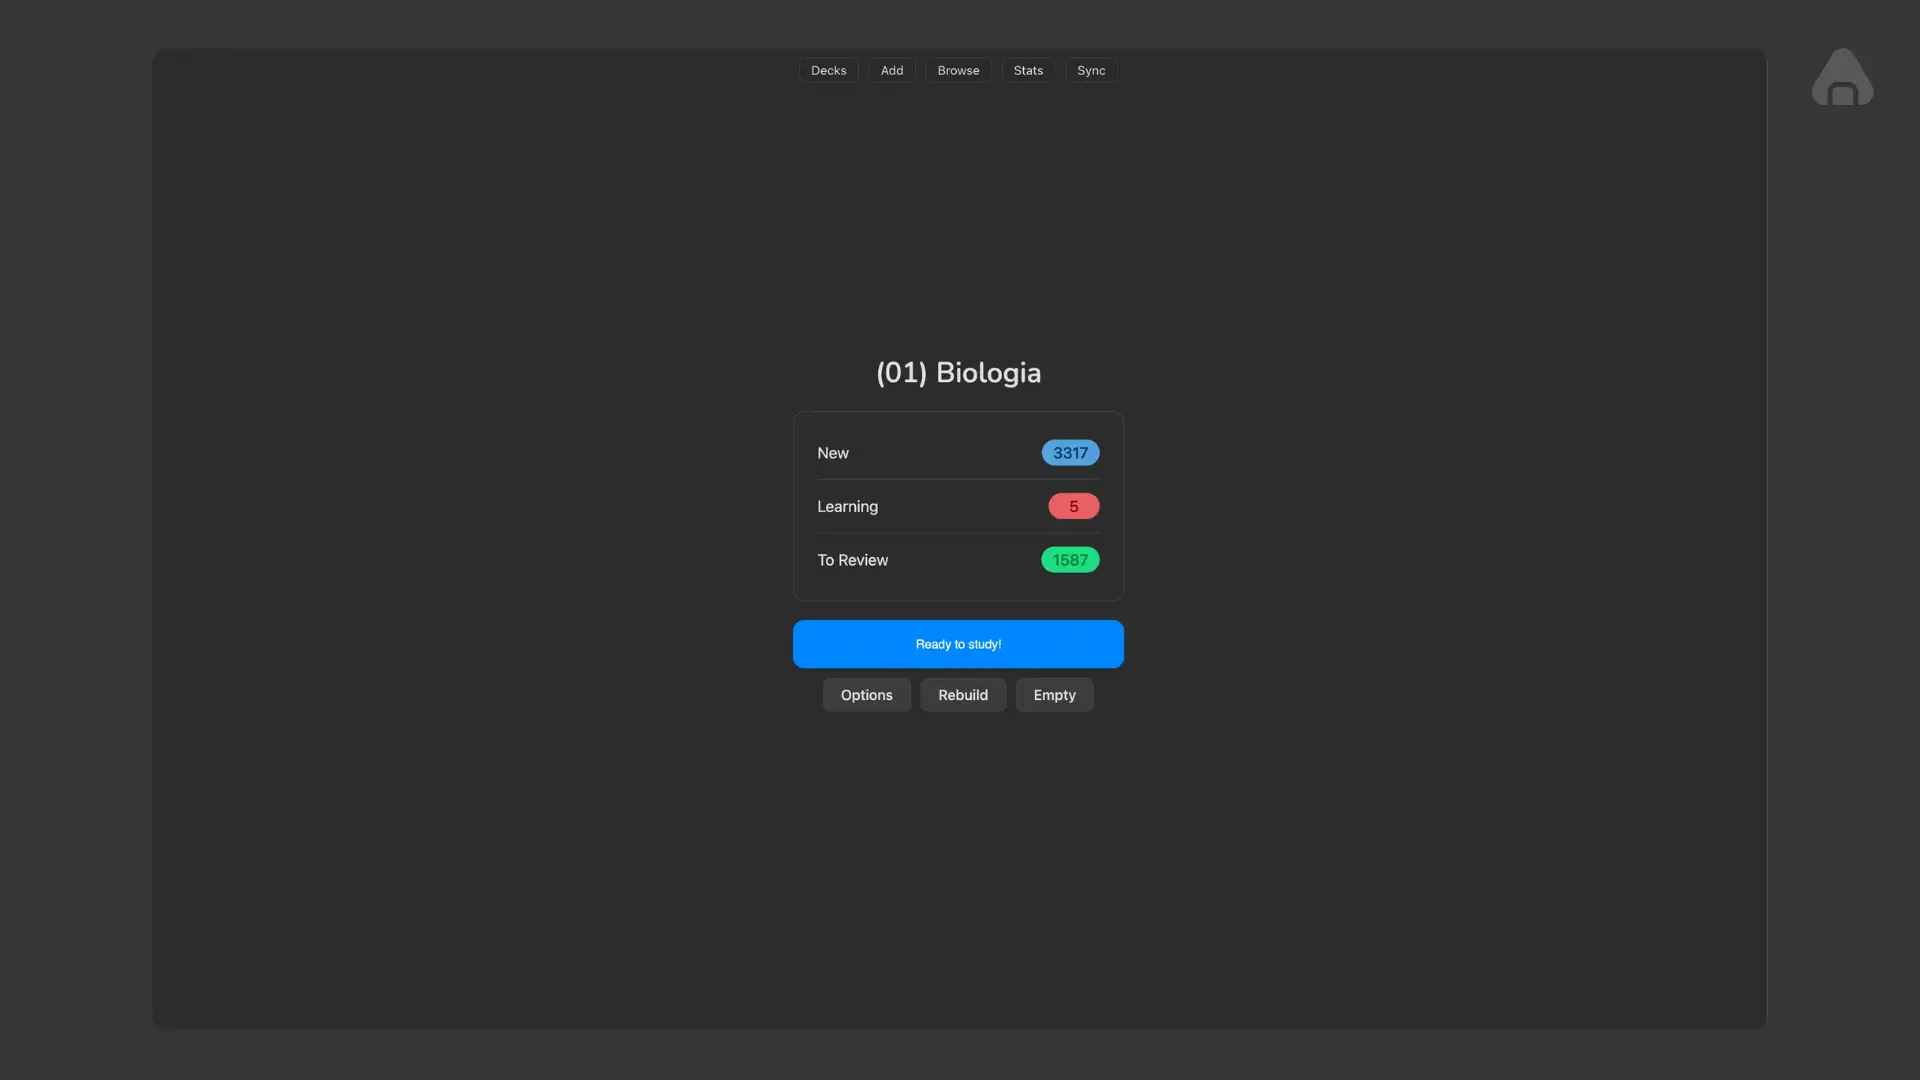 Decks Add Browse Stats Sync
(01) Biologia
New 3317
Learning 5
To Review 1587
Ready to study!
Options Rebuild Empty